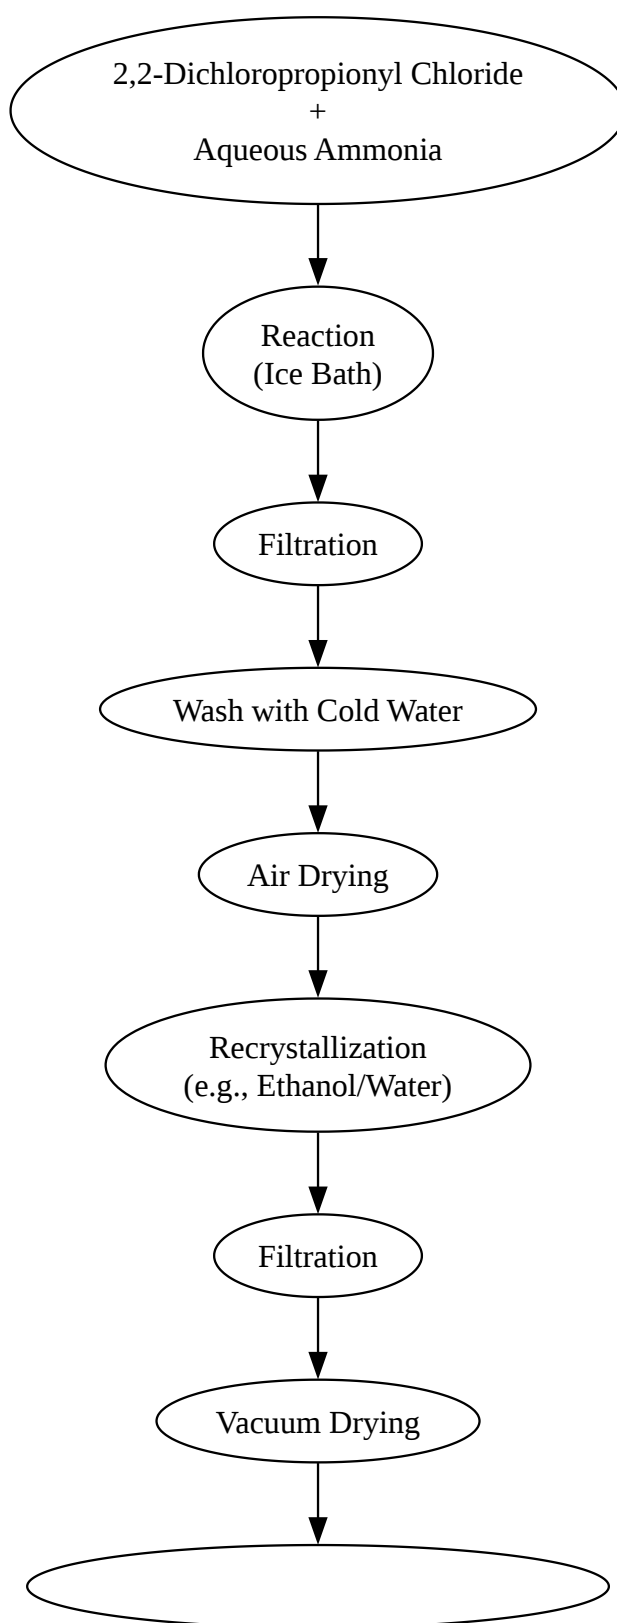 2,2-Dichloropropionyl Chloride
+
Aqueous Ammonia
Reaction
(Ice Bath)
Filtration
Wash with Cold Water
Air Drying
Recrystallization
(e.g., Ethanol/Water)
Filtration
Vacuum Drying